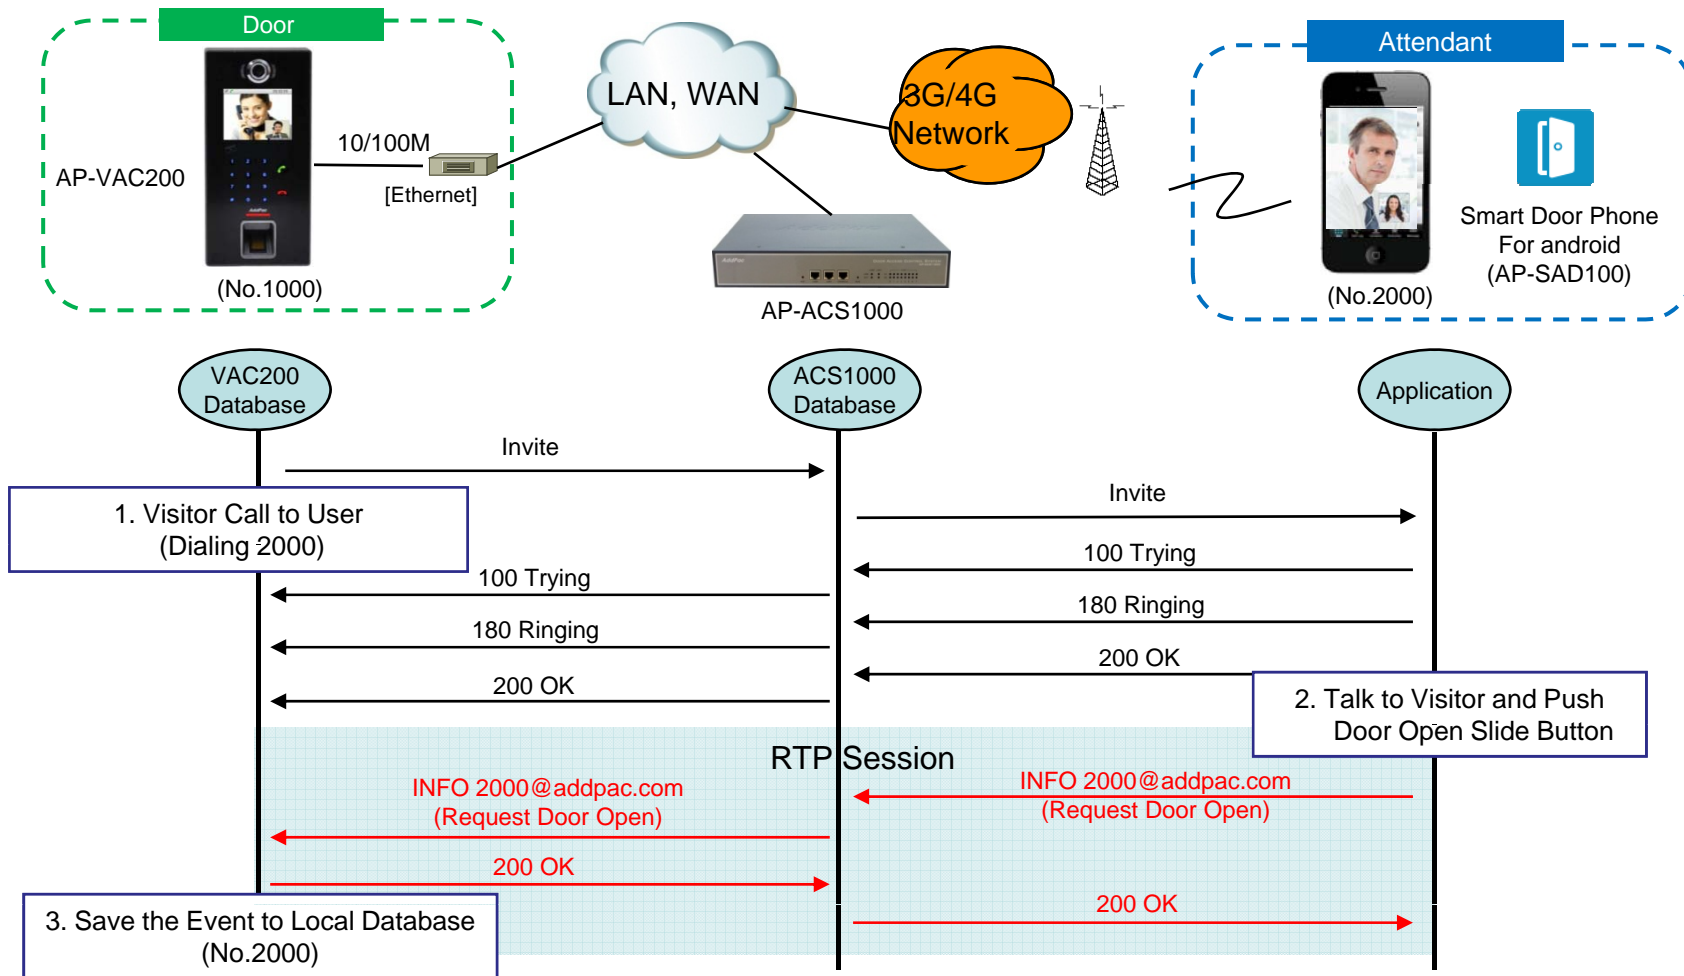 Door
Attendant
LAN, WAN
3G/4G
Network
10/100M
AP-VAC200
[Ethernet]
(No.1000)
AddPac
AddPac
AP-ACS1000
(No.2000)
Smart Door Phone
For android
(AP-SAD100)
VAC200
Database
ACS1000
Database
Application
Invite
Invite
1. Visitor Call to User
(Dialing 2000)
100 Trying
100 Trying
180 Ringing
180 Ringing
200 OK
200 OK
2. Talk to Visitor and Push
Door Open Slide Button
RTP Session
INFO 2000@addpac.com
(Request Door Open)
INFO 2000@addpac.com
(Request Door Open)
200 OK
200 OK
3. Save the Event to Local Database
(No.2000)